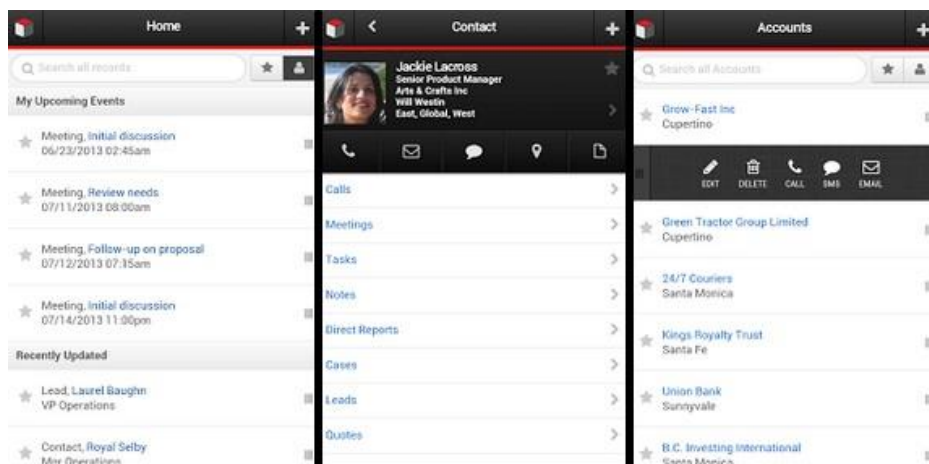 Home
Search all records
My Upcoming Events
Meeting, Initial discussion
06/23/2013 02:45am
Meeting, Review needs
07/11/2013 08:00am
Meeting, Follow-up on proposal
07/12/2013 07:15am
Meeting, Initial discussion
07/14/2013 11:00pm
Recently Updated
Lead, Laurel Baughn
VP Operations
Contact, Royal Selby
Mgr Operations
Contact
Jackie Lacross
Senior Product Manager
Arts & Crafts Inc
Will Westin
East, Global, West
Calls
Meetings
Tasks
Notes
Direct Reports
Cases
Leads
Quotes
Accounts
Search all Accounts
Grow-Fast Inc
Cupertino
EDIT DELETE CALL SMS EMAIL
Green Tractor Group Limited
Cupertino
24/7 Couriers
Santa Monica
Kings Royalty Trust
Santa Fe
Union Bank
Sunnyvale
B.C. Investing International
Santa Monica